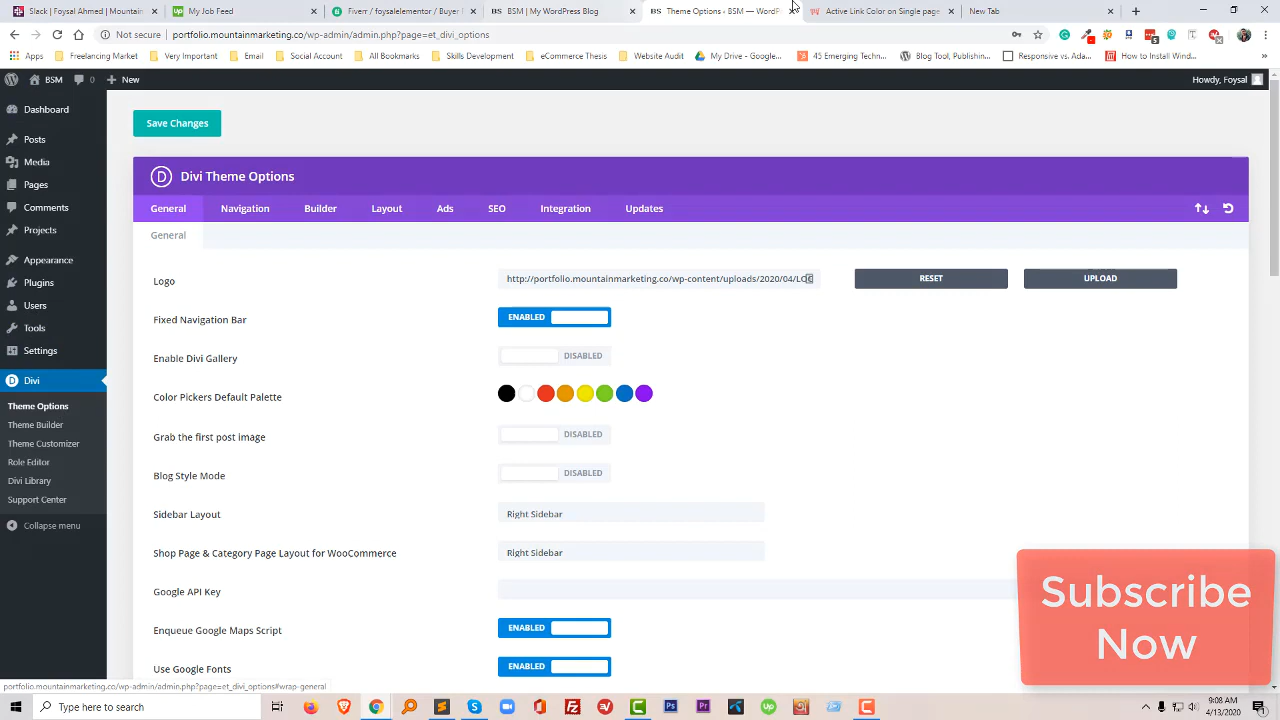 Slack | Foysal Ahmed | Mountain
My Job Feed
Fiverr / foysalelementor / Buyer I
BSM | My WordPress Blog
Theme Options - BSM — WordP
Active Link Color on Single page
New Tab
Not secure
portfolio.mountainmarketing.co/wp-admin/admin.php?page=et_divi_options
Apps
Freelancing Market
Very Important
Email
Social Account
All Bookmarks
Skills Development
eCommerce Thesis
Website Audit
My Drive - Google...
45 Emerging Techn...
Blog Tool, Publishin...
Responsive vs. Ada...
How to Install Win...
BSM
0
New
Howdy, Foysal
Dashboard
Posts
Media
Pages
Comments
Projects
Appearance
Plugins
Users
Tools
Settings
Divi
Theme Options
Theme Builder
Theme Customizer
Role Editor
Divi Library
Support Center
Collapse menu
Save Changes
D Divi Theme Options
General
Navigation
Builder
Layout
Ads
SEO
Integration
Updates
General
Logo
http://portfolio.mountainmarketing.co/wp-content/uploads/2020/04/LOG
RESET
UPLOAD
Fixed Navigation Bar
ENABLED
Enable Divi Gallery
DISABLED
Color Pickers Default Palette
Grab the first post image
DISABLED
Blog Style Mode
DISABLED
Sidebar Layout
Right Sidebar
Shop Page & Category Page Layout for WooCommerce
Right Sidebar
Google API Key
Enqueue Google Maps Script
ENABLED
Use Google Fonts
ENABLED
Subscribe
Now
portfolio.mountainmarketing.co/wp-admin/admin.php?page=et_divi_options#wrap-general
Type here to search
9:08 AM
4/13/2020